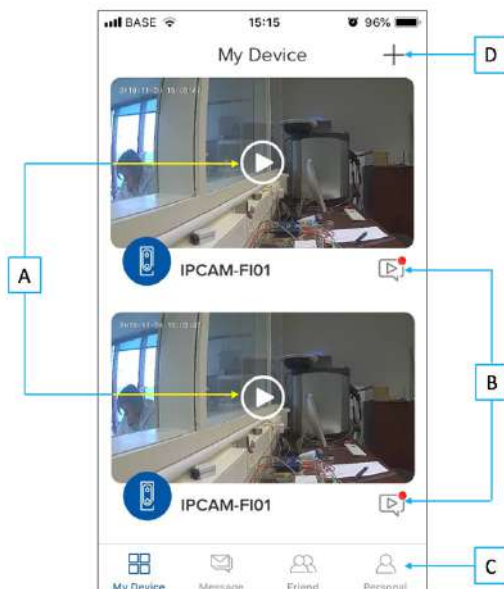 BASE 15:15 96%
My Device
D
IPCAM-FI01
A
B
IPCAM-FI01
C
My Device Message Friend Personal